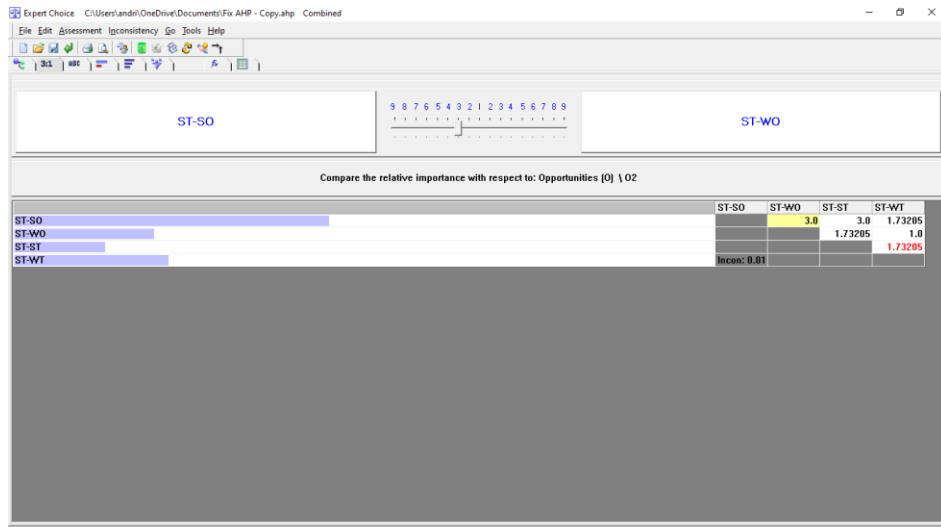 Expert Choice C:\Users\andri\OneDrive\Documents\Fix AHP - Copy.ahp Combined
File Edit Assessment Inconsistency Go Tools Help
3:1 ABC
ST-SO
9 8 7 6 5 4 3 2 1 2 3 4 5 6 7 8 9
ST-WO
Compare the relative importance with respect to: Opportunities (O) \ O2
ST-SO ST-WO ST-ST ST-WT
ST-SO 3.0 3.0 1.73205
ST-WO 1.73205 1.0
ST-ST 1.73205
ST-WT Incon: 0.01